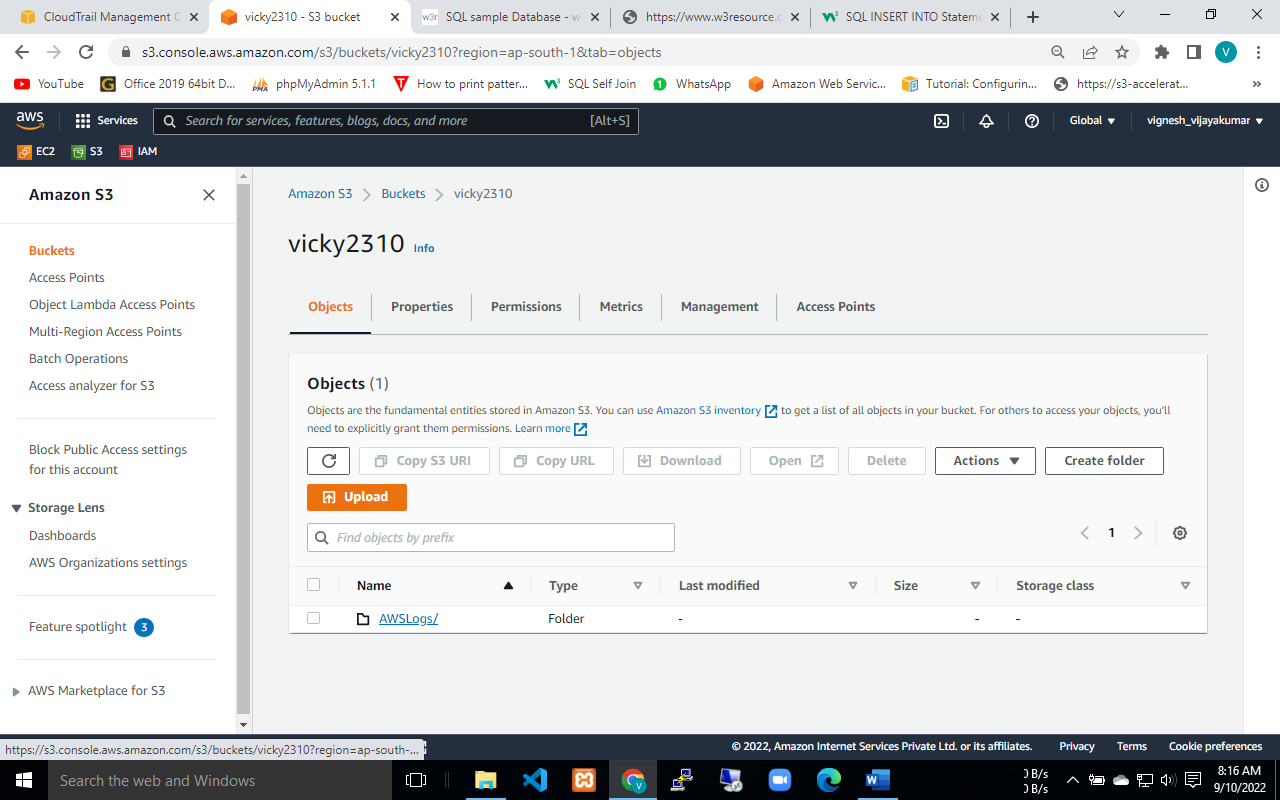 CloudTrail Management C
vicky2310 - S3 bucket
w3r SQL sample Database - w
https://www.w3resource.c
SQL INSERT INTO Stateme
s3.console.aws.amazon.com/s3/buckets/vicky2310?region=ap-south-1&tab=objects
V
YouTube
Office 2019 64bit D...
phpMyAdmin 5.1.1
How to print patter...
SQL Self Join
WhatsApp
Amazon Web Servic...
Tutorial: Configurin...
https://s3-accelerat...
»
aws
Services
Search for services, features, blogs, docs, and more
[Alt+S]
Global
vignesh_vijayakumar
EC2
S3
IAM
Amazon S3
Buckets
Access Points
Object Lambda Access Points
Multi-Region Access Points
Batch Operations
Access analyzer for S3
Block Public Access settings
for this account
Storage Lens
Dashboards
AWS Organizations settings
Feature spotlight 3
AWS Marketplace for S3
Amazon S3 > Buckets > vicky2310
vicky2310 Info
Objects
Properties
Permissions
Metrics
Management
Access Points
Objects (1)
Objects are the fundamental entities stored in Amazon S3. You can use Amazon S3 inventory to get a list of all objects in your bucket. For others to access your objects, you'll
need to explicitly grant them permissions. Learn more
Copy S3 URI
Copy URL
Download
Open
Delete
Actions
Create folder
Upload
Find objects by prefix
1
Name
Type
Last modified
Size
Storage class
AWSLogs/
Folder
-
-
-
https://s3.console.aws.amazon.com/s3/buckets/vicky2310?region=ap-south-...
© 2022, Amazon Internet Services Private Ltd. or its affiliates.
Privacy
Terms
Cookie preferences
Search the web and Windows
0 B/s
0 B/s
8:16 AM
9/10/2022